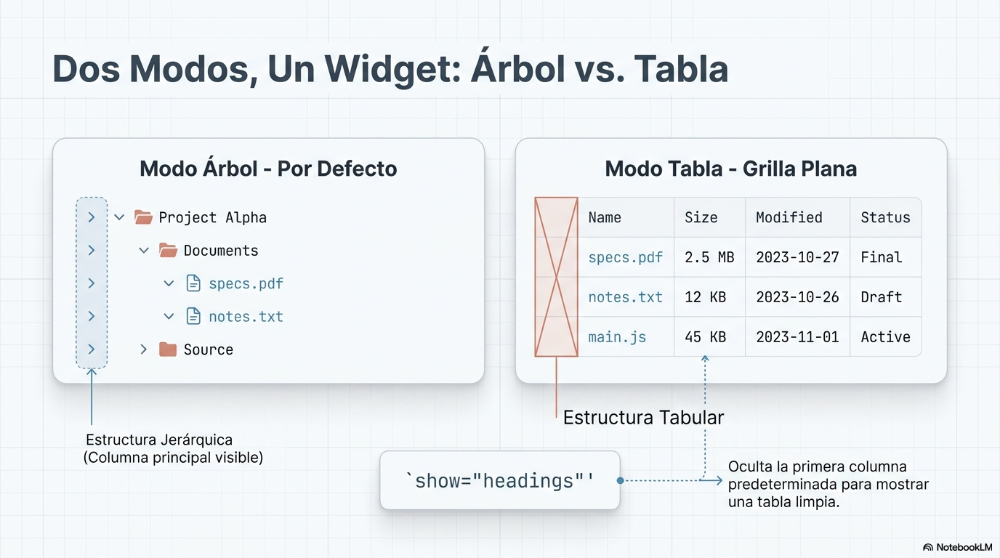 Dos Modos, Un Widget: Árbol vs. Tabla
Modo Árbol - Por Defecto
Project Alpha
Documents
specs.pdf
notes.txt
Source
Estructura Jerárquica
(Columna principal visible)
Modo Tabla - Grilla Plana
Name Size Modified Status
specs.pdf 2.5 MB 2023-10-27 Final
notes.txt 12 KB 2023-10-26 Draft
main.js 45 KB 2023-11-01 Active
Estructura Tabular
`show="headings"'
Oculta la primera columna
predeterminada para mostrar
una tabla limpia.
NotebookLM